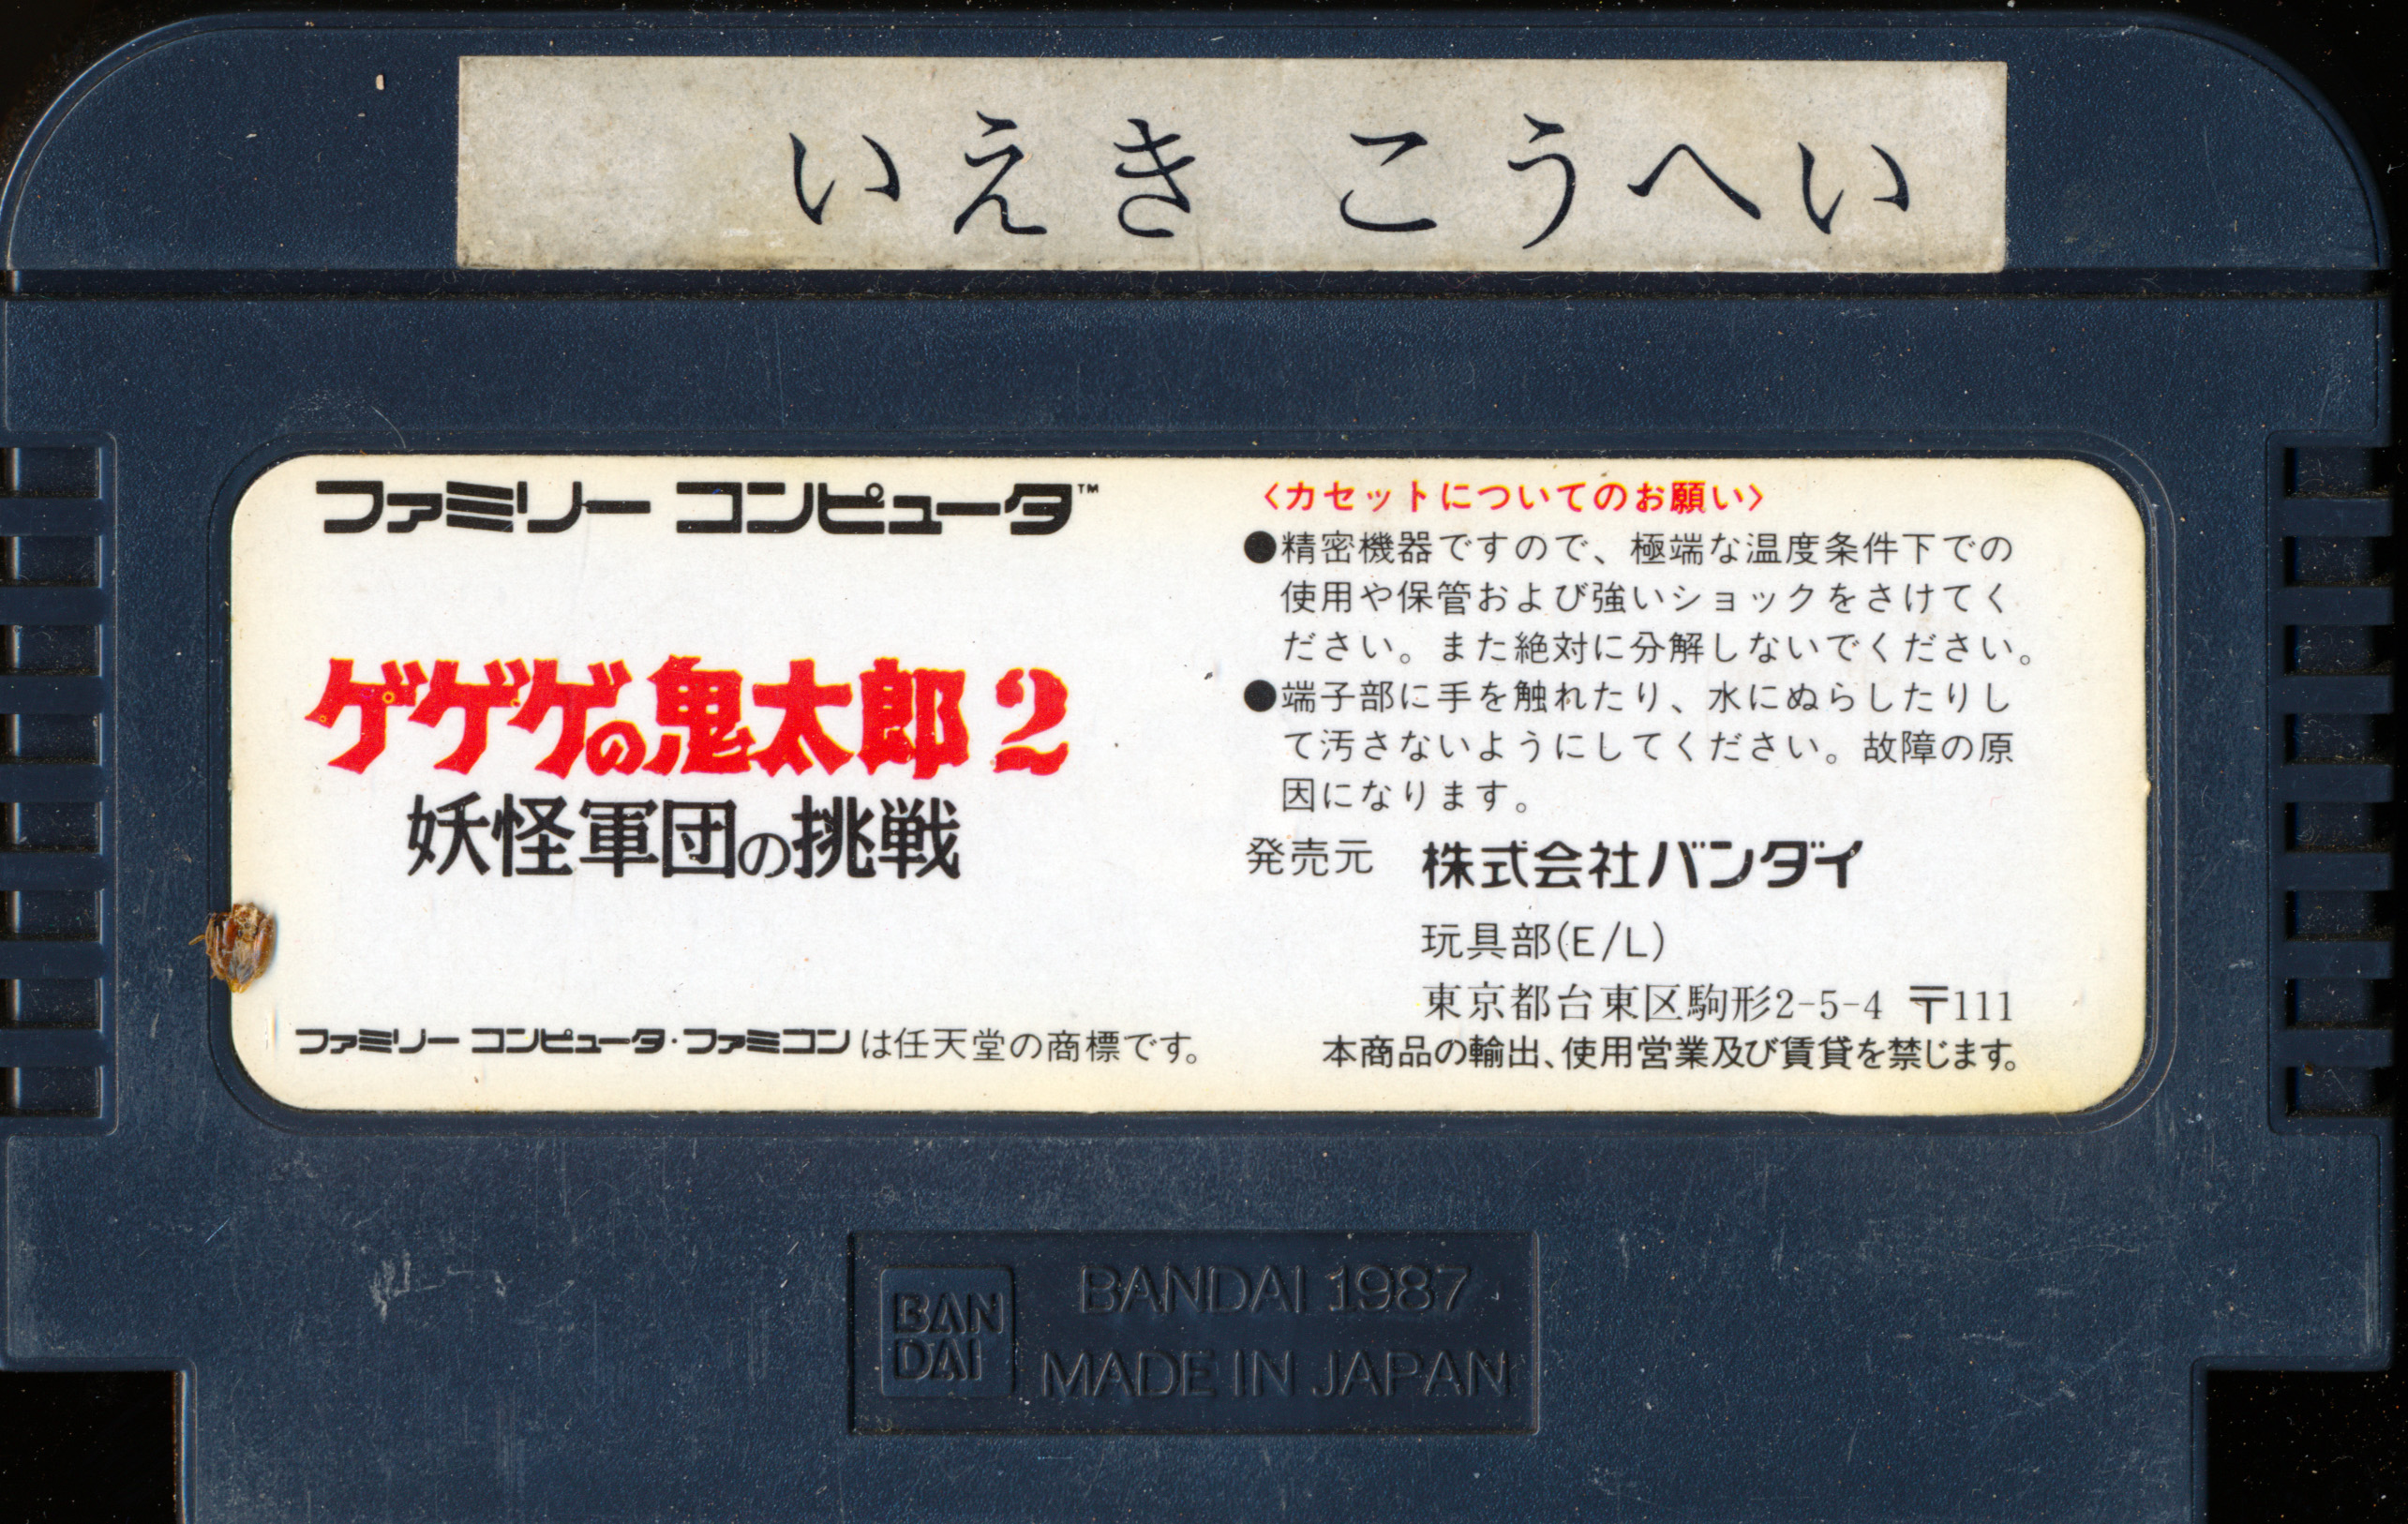 いえき こうへい
ファミリー コンピュータ™
ゲゲゲの鬼太郎2
妖怪軍団の挑戦
ファミリー コンピュータ・ファミコンは任天堂の商標です。
〈カセットについてのお願い〉
●精密機器ですので、極端な温度条件下での
使用や保管および強いショックをさけてく
ださい。また絶対に分解しないでください。
●端子部に手を触れたり、水にぬらしたりし
て汚さないようにしてください。故障の原
因になります。
発売元 株式会社バンダイ
玩具部(E/L)
東京都台東区駒形2-5-4 〒111
本商品の輸出、使用営業及び賃貸を禁じます。
BAN
DAI
BANDAI 1987
MADE IN JAPAN